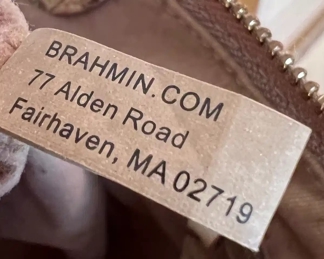 BRAHMIN.COM
77 Alden Road
Fairhaven, MA 02719